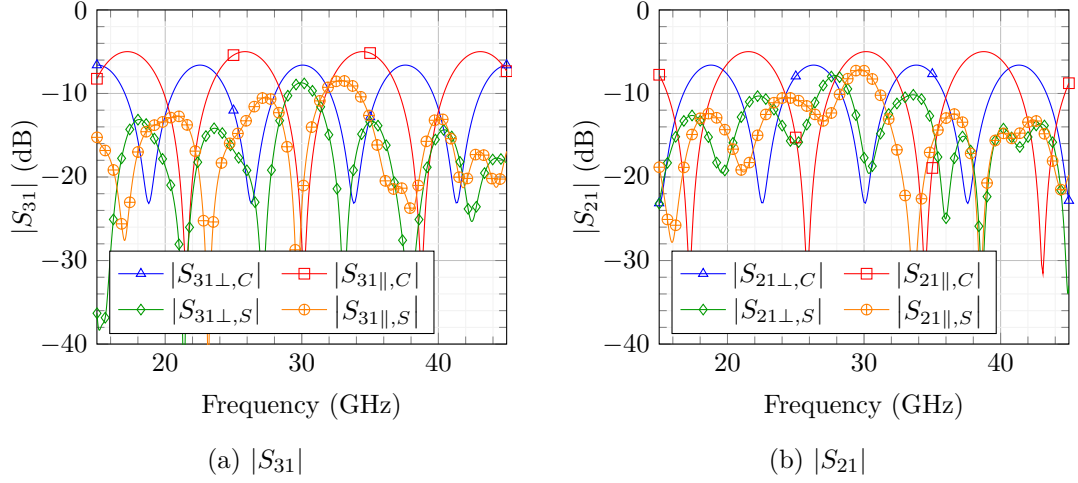 0
−10
−20
−30
−40
20
30
40
Frequency (GHz)
|S31| (dB)
|S31⊥,C|
|S31∥,C|
|S31⊥,S|
|S31∥,S|
(a) |S31|
0
−10
−20
−30
−40
20
30
40
Frequency (GHz)
|S21| (dB)
|S21⊥,C|
|S21∥,C|
|S21⊥,S|
|S21∥,S|
(b) |S21|